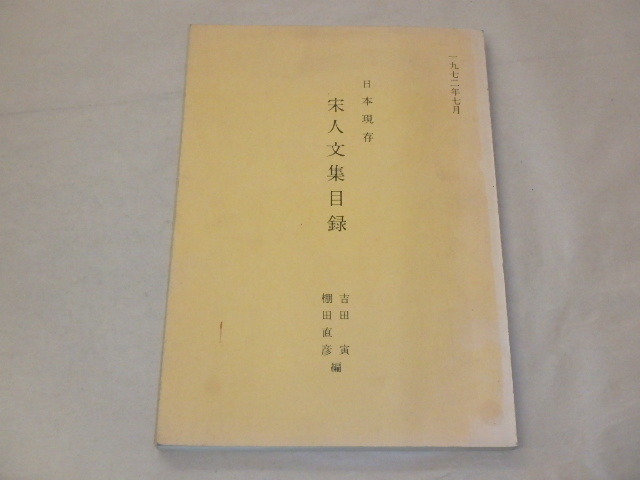 一九七二年七月
日本現存
宋人文集目録
吉田寅
棚田直彦
編